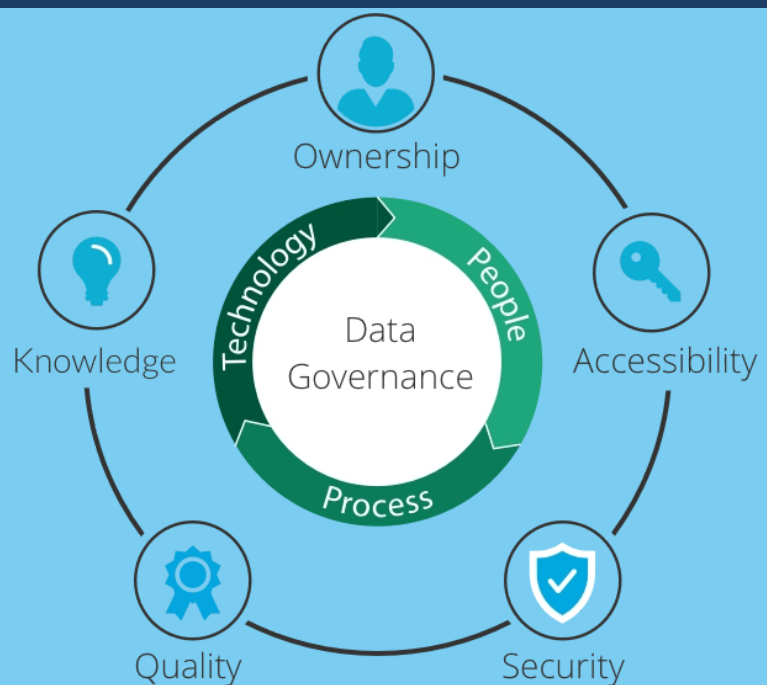 Ownership
Technology
People
Data
Governance
Knowledge
Accessibility
Process
Quality
Security